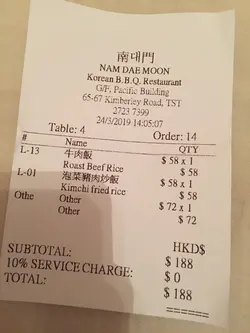 南大門
NAM DAE MOON
Korean B.B.Q. Restaurant
G/F, Pacific Building
65-67 Kimberley Road, TST
2723 7399
24/3/2019 14:05:07
Table: 4 Order: 14
# Name QTY
L-13 牛肉飯 $ 58 x 1
Roast Beef Rice $ 58
L-01 泡菜豬肉炒飯 $ 58 x 1
Kimchi fried rice $ 58
Othe Other $ 72 x 1
Other $ 72
HKD$
SUBTOTAL: $ 188
10% SERVICE CHARGE: $ 0
TOTAL: $ 188